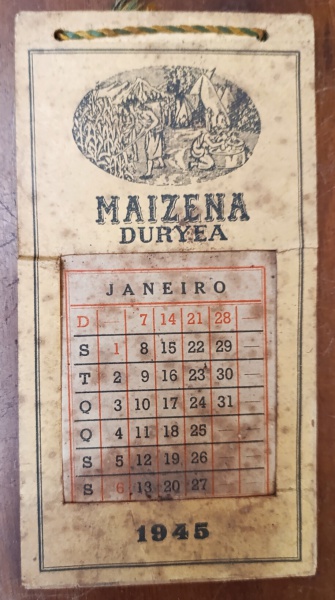 MAIZENA
DURYEA
JANEIRO
D 7 14 21 28
S 1 8 15 22 29
T 2 9 16 23 30
Q 3 10 17 24 31
Q 4 11 18 25
S 5 12 19 26
S 6 13 20 27
1945